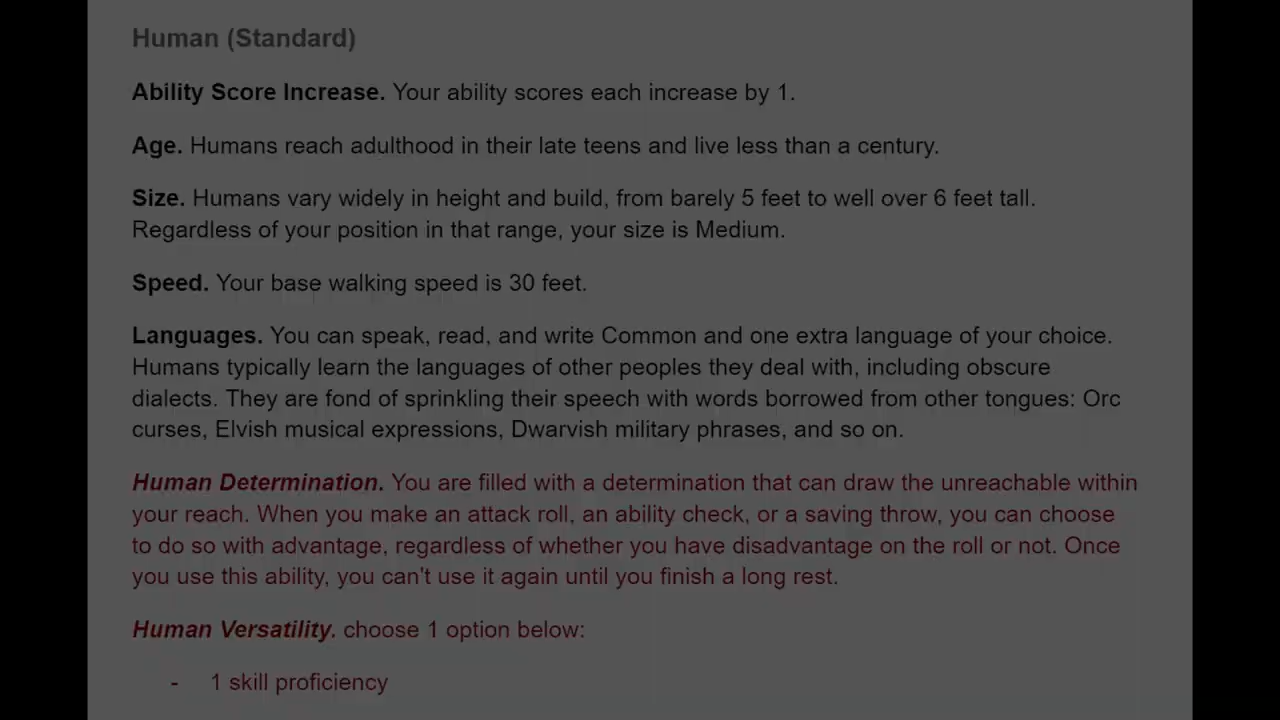 Human (Standard)
Ability Score Increase. Your ability scores each increase by 1.
Age. Humans reach adulthood in their late teens and live less than a century.
Size. Humans vary widely in height and build, from barely 5 feet to well over 6 feet tall.
Regardless of your position in that range, your size is Medium.
Speed. Your base walking speed is 30 feet.
Languages. You can speak, read, and write Common and one extra language of your choice.
Humans typically learn the languages of other peoples they deal with, including obscure
dialects. They are fond of sprinkling their speech with words borrowed from other tongues: Orc
curses, Elvish musical expressions, Dwarvish military phrases, and so on.
Human Determination. You are filled with a determination that can draw the unreachable within
your reach. When you make an attack roll, an ability check, or a saving throw, you can choose
to do so with advantage, regardless of whether you have disadvantage on the roll or not. Once
you use this ability, you can't use it again until you finish a long rest.
Human Versatility. choose 1 option below:
- 1 skill proficiency